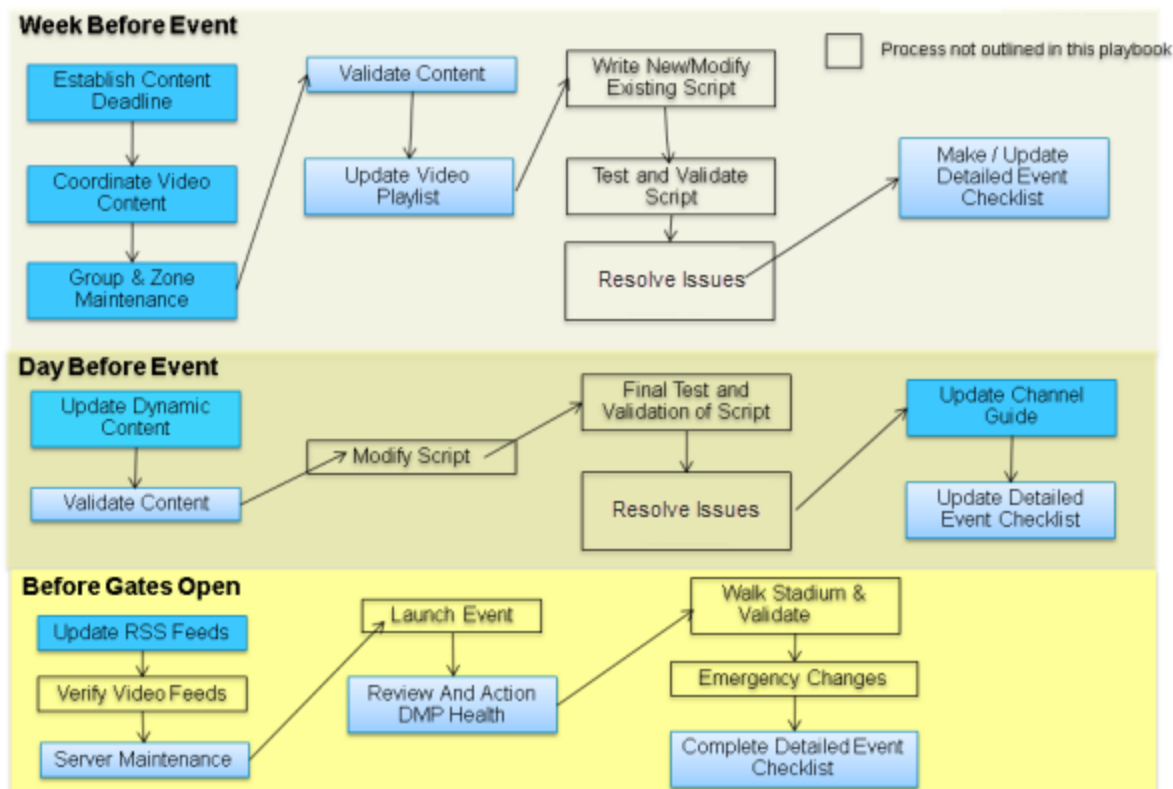 Week Before Event
Process not outlined in this playbook
Establish Content
Deadline
Coordinate Video
Content
Group & Zone
Maintenance
Validate Content
Update Video
Playlist
Write New/Modify
Existing Script
Test and Validate
Script
Resolve Issues
Make / Update
Detailed Event
Checklist
Day Before Event
Update Dynamic
Content
Validate Content
Modify Script
Final Test and
Validation of Script
Resolve Issues
Update Channel
Guide
Update Detailed
Event Checklist
Before Gates Open
Update RSS Feeds
Verify Video Feeds
Server Maintenance
Launch Event
Review And Action
DMP Health
Walk Stadium &
Validate
Emergency Changes
Complete Detailed Event
Checklist